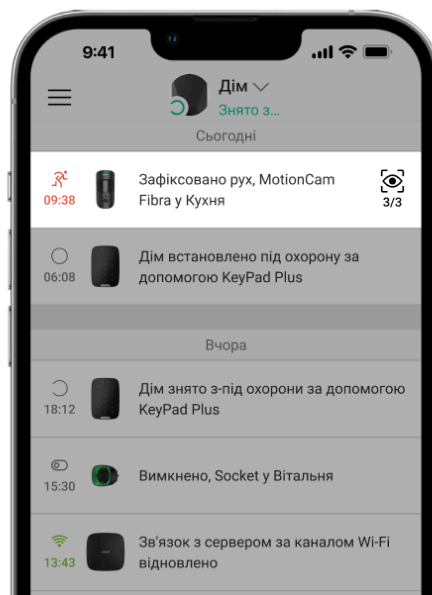 9:41
Дім
Знято з...
Сьогодні
Зафіксовано рух, MotionCam
Fibra у Кухня
09:38
3/3
Дім встановлено під охорону за
допомогою KeyPad Plus
06:08
Вчора
Дім знято з-під охорони за допомогою
KeyPad Plus
18:12
Вимкнено, Socket у Вітальня
15:30
Зв'язок з сервером за каналом Wi-Fi
відновлено
13:43